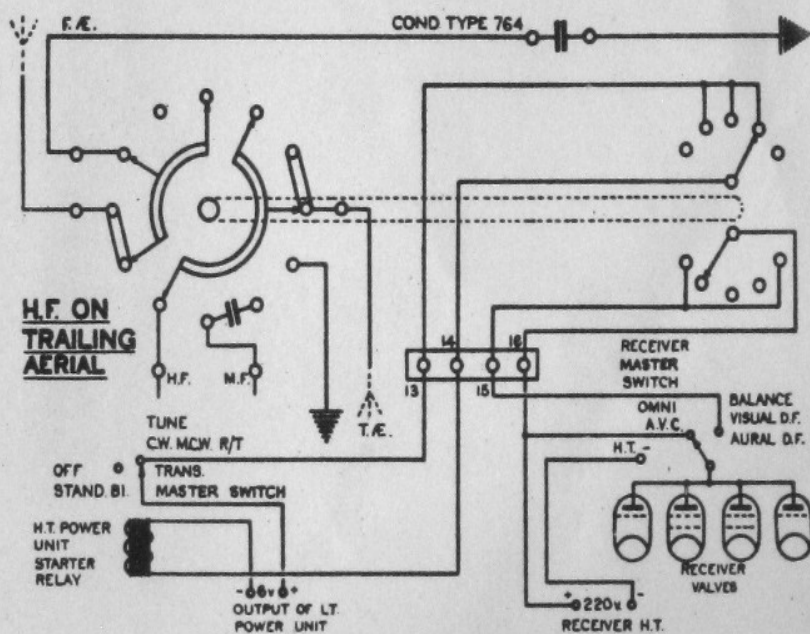 F.Æ.
COND TYPE 764
H.F. ON
TRAILING
AERIAL
H.F.
M.F.
T.Æ.
14
16
13
15
RECEIVER
MASTER
SWITCH
TUNE
C.W. M.C.W. R/T
OFF
STAND. BI.
TRANS.
MASTER SWITCH
OMNI
A.V.C.
BALANCE
VISUAL D.F.
AURAL D.F.
H.T. -
H.T. POWER
UNIT
STARTER
RELAY
- 6v +
OUTPUT OF L.T.
POWER UNIT
RECEIVER
VALVES
+ 220v. -
RECEIVER H.T.